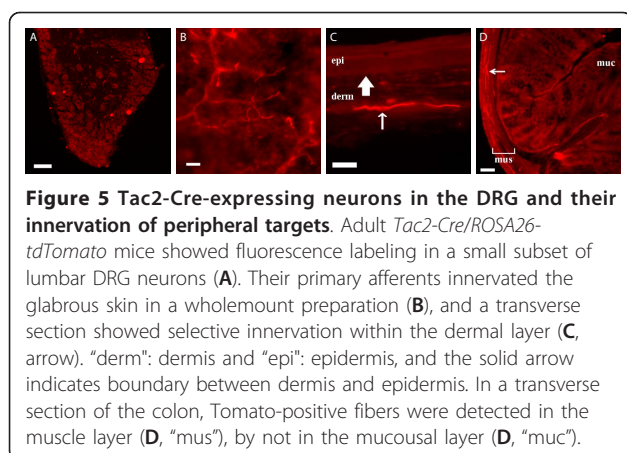 A
B
C
D
epi
derm
muc
mus
Figure 5 Tac2-Cre-expressing neurons in the DRG and their
innervation of peripheral targets. Adult Tac2-Cre/ROSA26-
tdTomato mice showed fluorescence labeling in a small subset of
lumbar DRG neurons (A). Their primary afferents innervated the
glabrous skin in a wholemount preparation (B), and a transverse
section showed selective innervation within the dermal layer (C,
arrow). “derm": dermis and “epi": epidermis, and the solid arrow
indicates boundary between dermis and epidermis. In a transverse
section of the colon, Tomato-positive fibers were detected in the
muscle layer (D, “mus”), by not in the mucousal layer (D, “muc”).